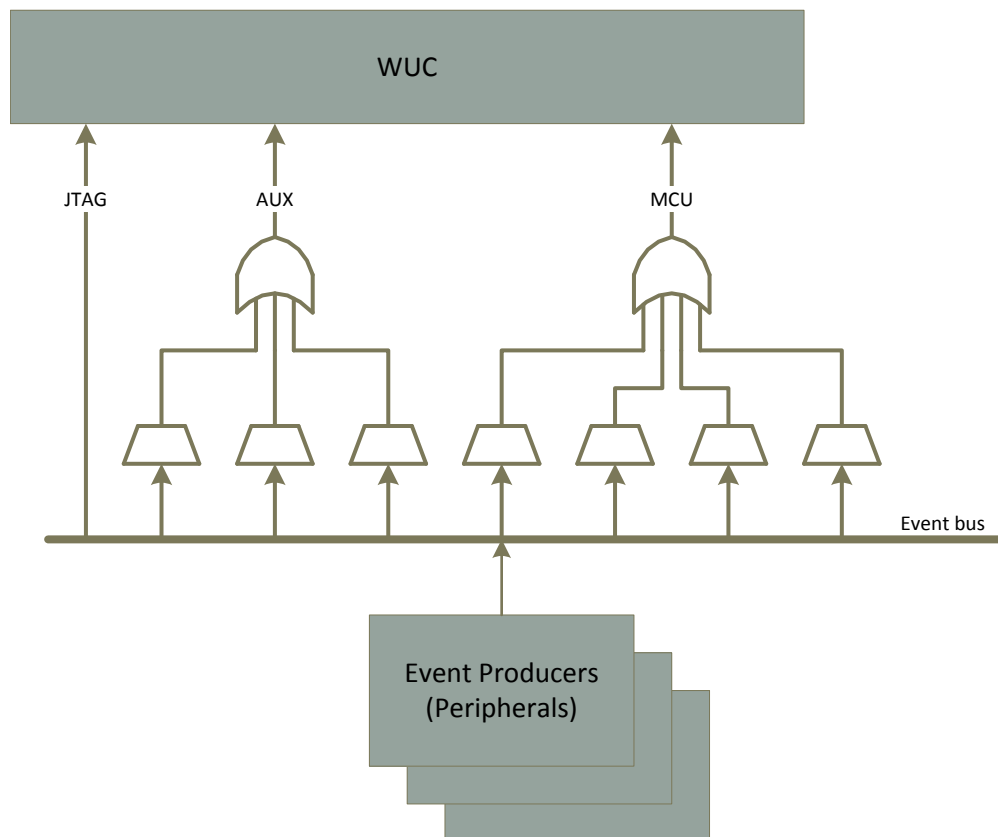 WUC
JTAG
AUX
MCU
Event bus
Event Producers
(Peripherals)